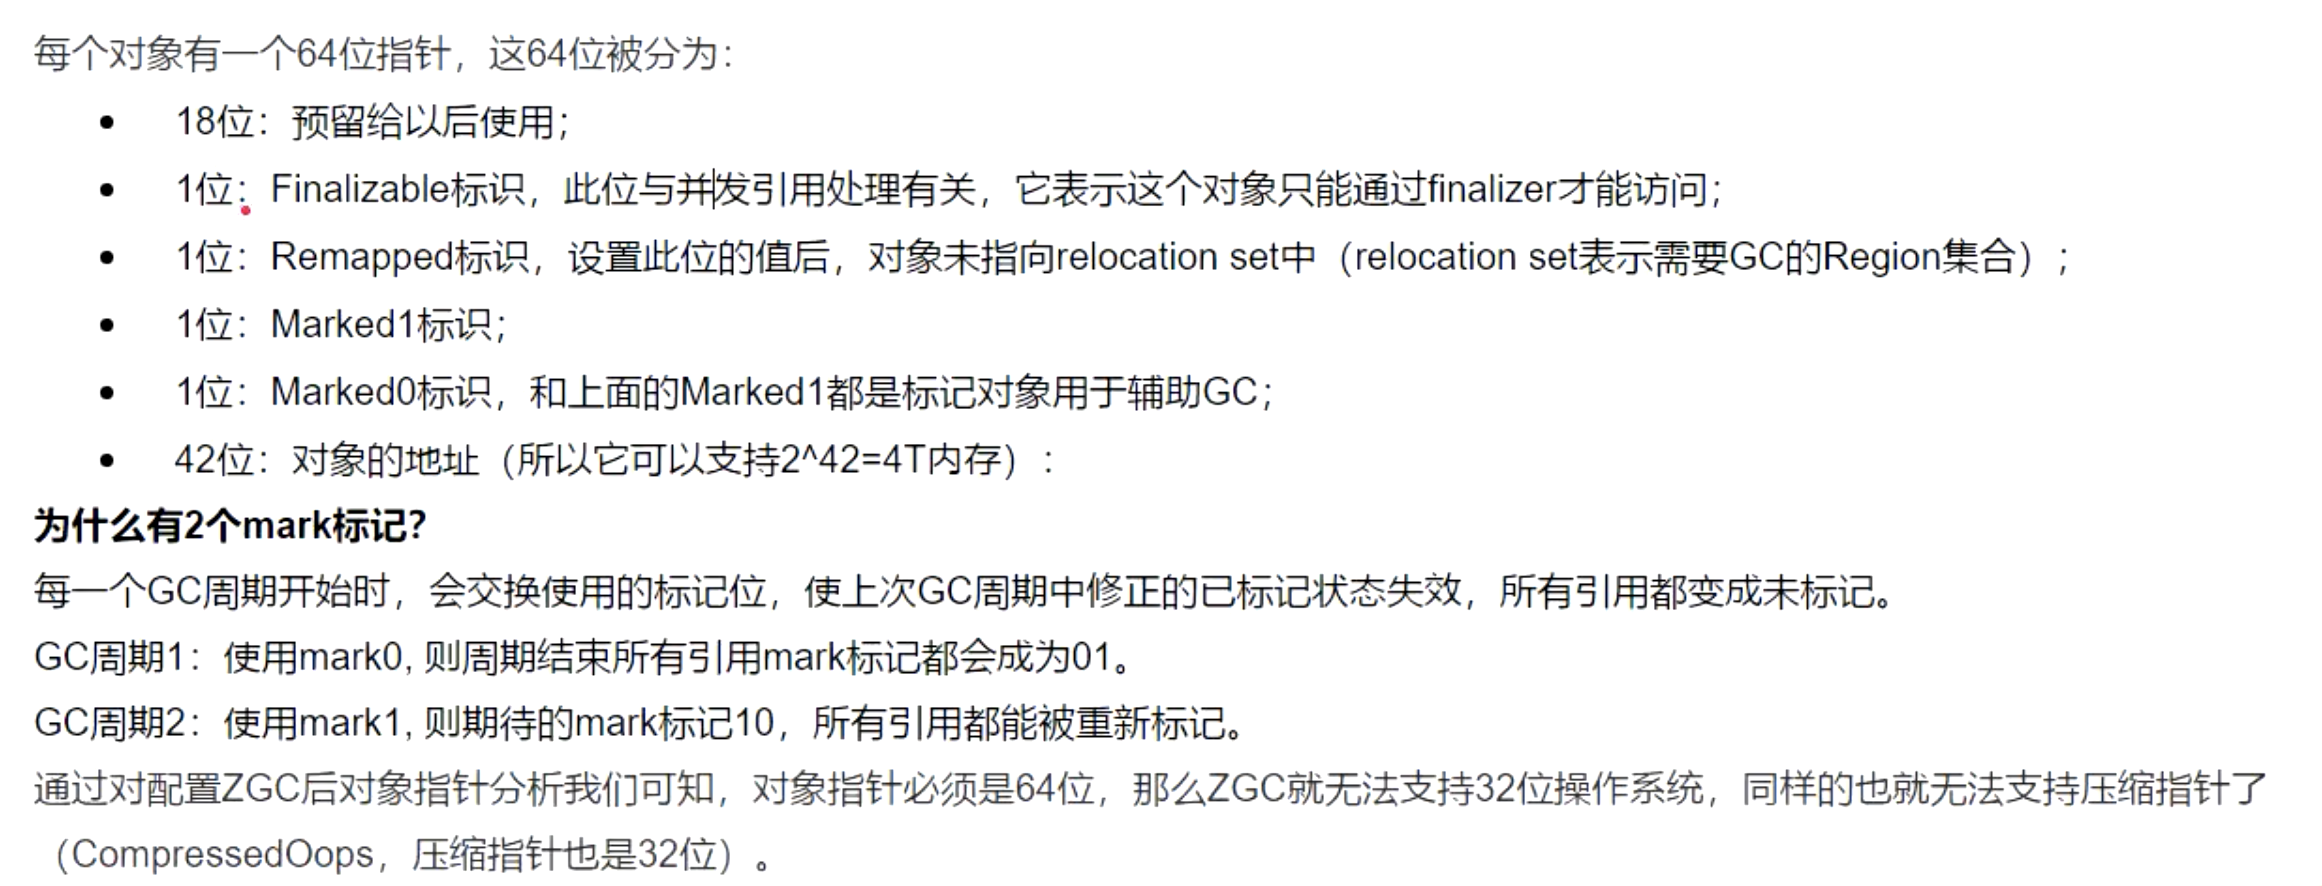 每个对象有一个64位指针，这64位被分为：
• 18位：预留给以后使用；
• 1位：Finalizable标识，此位与并发引用处理有关，它表示这个对象只能通过finalizer才能访问；
• 1位：Remapped标识，设置此位的值后，对象未指向relocation set中（relocation set表示需要GC的Region集合）；
• 1位：Marked1标识；
• 1位：Marked0标识，和上面的Marked1都是标记对象用于辅助GC；
• 42位：对象的地址（所以它可以支持2^42=4T内存）：
为什么有2个mark标记？
每一个GC周期开始时，会交换使用的标记位，使上次GC周期中修正的已标记状态失效，所有引用都变成未标记。
GC周期1：使用mark0, 则周期结束所有引用mark标记都会成为01。
GC周期2：使用mark1, 则期待的mark标记10，所有引用都能被重新标记。
通过对配置ZGC后对象指针分析我们可知，对象指针必须是64位，那么ZGC就无法支持32位操作系统，同样的也就无法支持压缩指针了
（CompressedOops，压缩指针也是32位）。